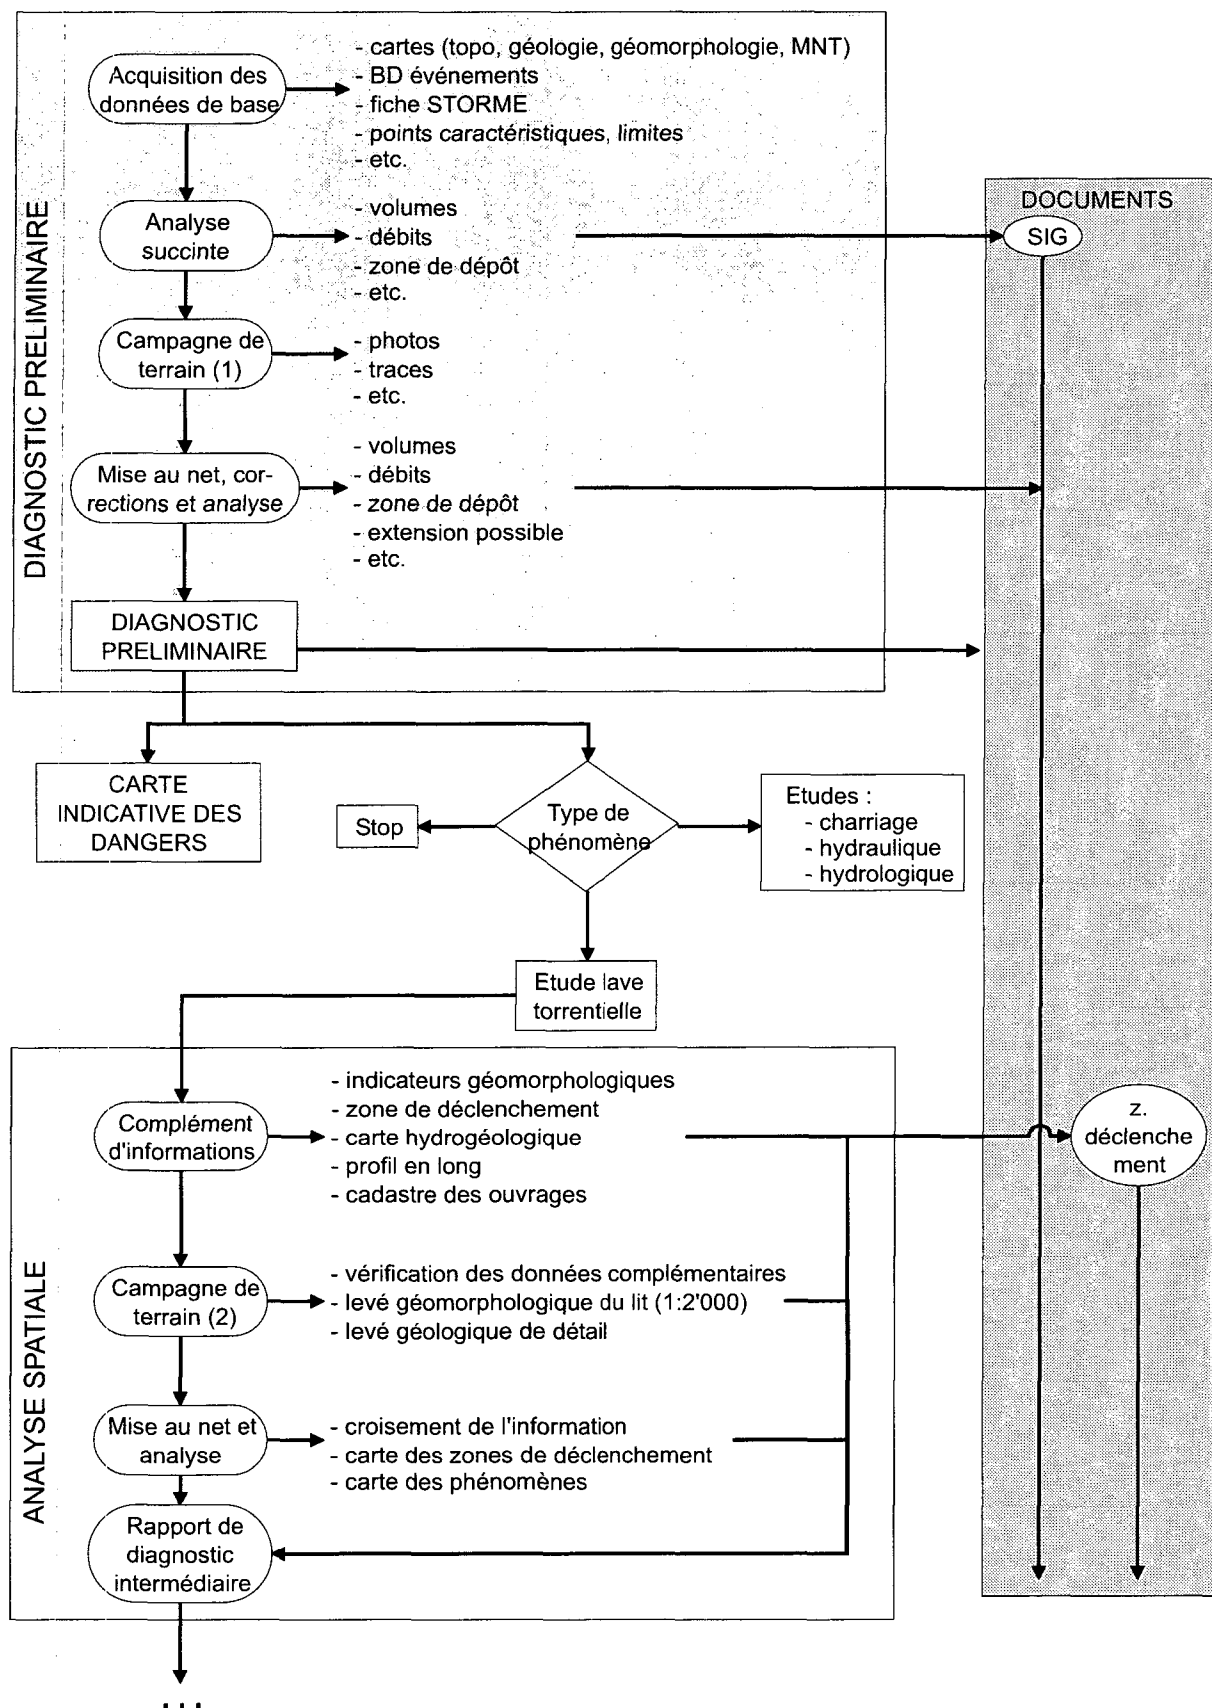 DIAGNOSTIC PRELIMINAIRE
Acquisition des
données de base
- cartes (topo, géologie, géomorphologie, MNT)
- BD événements
- fiche STORME
- points caractéristiques, limites
- etc.
Analyse
succinte
- volumes
- débits
- zone de dépôt
- etc.
Campagne de
terrain (1)
- photos
- traces
- etc.
Mise au net, cor-
rections et analyse
- volumes
- débits
- zone de dépôt
- extension possible
- etc.
DIAGNOSTIC
PRELIMINAIRE
DOCUMENTS
SIG
CARTE
INDICATIVE DES
DANGERS
Stop
Type de
phénomène
Etudes :
- charriage
- hydraulique
- hydrologique
Etude lave
torrentielle
ANALYSE SPATIALE
Complément
d'informations
- indicateurs géomorphologiques
- zone de déclenchement
- carte hydrogéologique
- profil en long
- cadastre des ouvrages
z.
déclenche
ment
Campagne de
terrain (2)
- vérification des données complémentaires
- levé géomorphologique du lit (1:2'000)
- levé géologique de détail
Mise au net et
analyse
- croisement de l'information
- carte des zones de déclenchement
- carte des phénomènes
Rapport de
diagnostic
intermédiaire
...